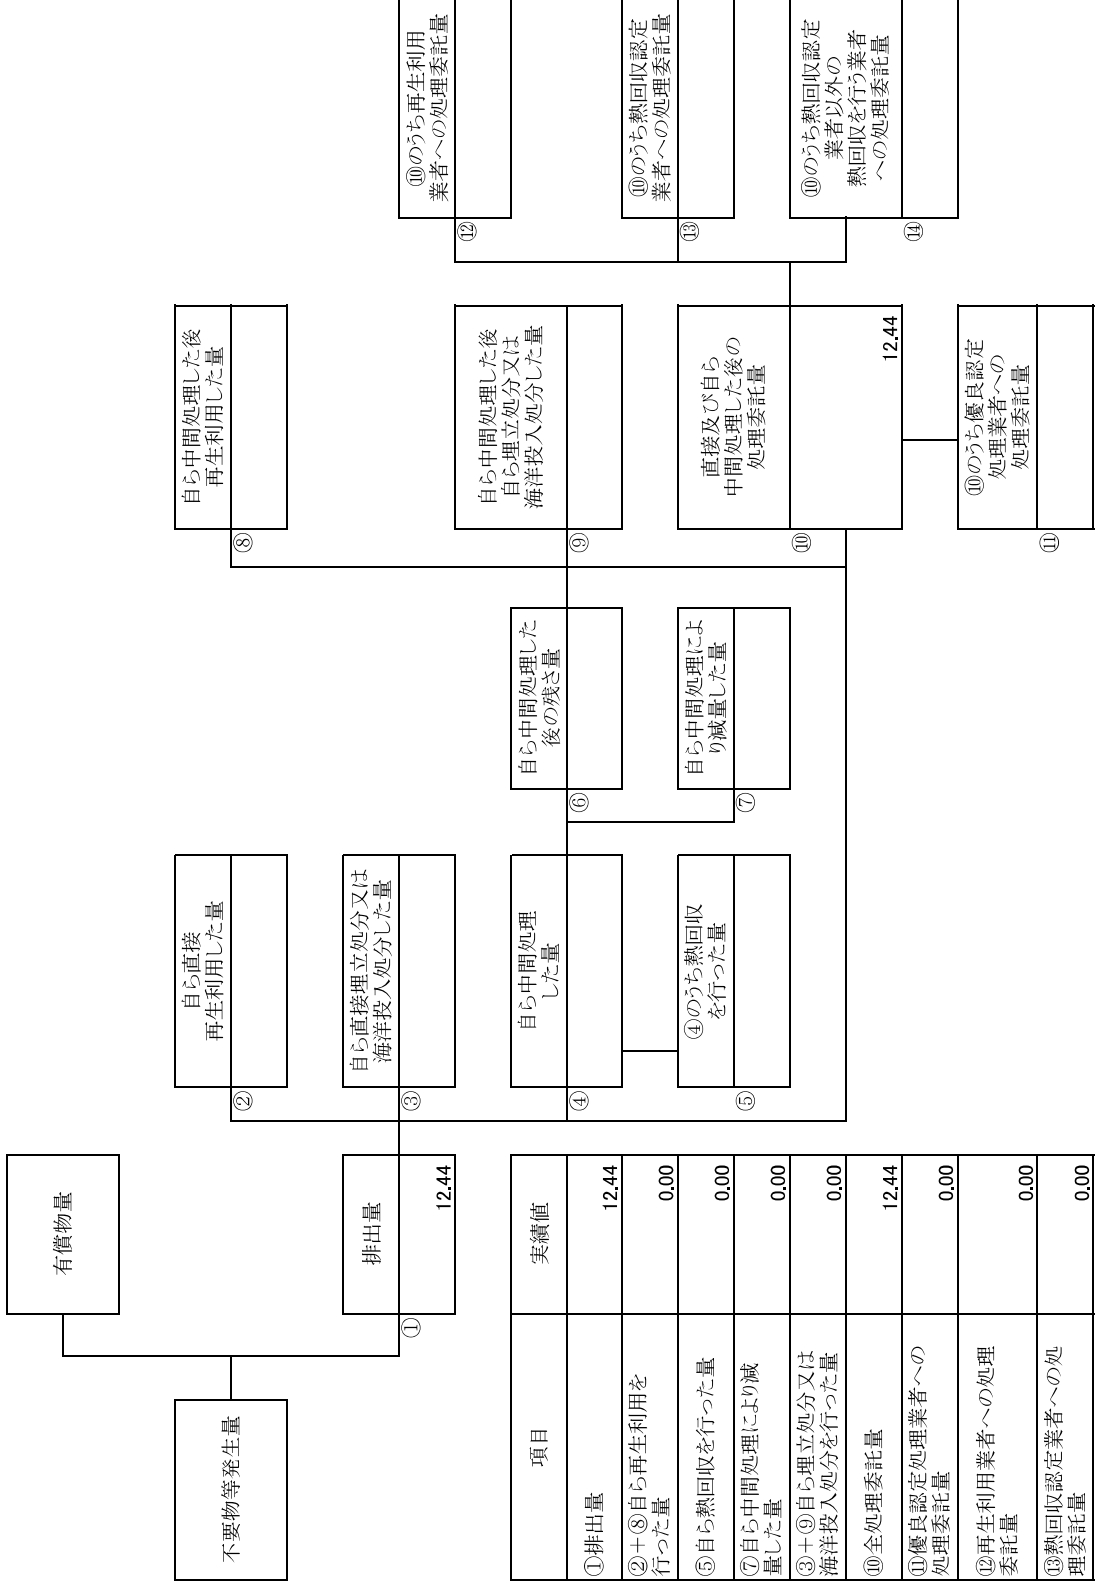 不要物等発生量
有償物量
排出量
①
12.44
自ら直接
再生利用した量
②
自ら直接埋立処分又は
海洋投入処分した量
③
自ら中間処理
した量
④
④のうち熱回収
を行った量
⑤
自ら中間処理した
後の残さ量
⑥
自ら中間処理によ
り減量した量
⑦
自ら中間処理した後
再生利用した量
⑧
自ら中間処理した後
自ら埋立処分又は
海洋投入処分した量
⑨
直接及び自ら
中間処理した後の
処理委託量
⑩
12.44
⑩のうち優良認定
処理業者への
処理委託量
⑪
⑩のうち再生利用
業者への処理委託量
⑫
⑩のうち熱回収認定
業者への処理委託量
⑬
⑩のうち熱回収認定
業者以外の
熱回収を行う業者
への処理委託量
⑭
項目
実績値
①排出量
12.44
②+⑧自ら再生利用を
行った量
0.00
⑤自ら熱回収を行った量
0.00
⑦自ら中間処理により減
量した量
0.00
③+⑨自ら埋立処分又は
海洋投入処分を行った量
0.00
⑩全処理委託量
12.44
⑪優良認定処理業者への
処理委託量
0.00
⑫再生利用業者への処理
委託量
0.00
⑬熱回収認定業者への処
理委託量
0.00